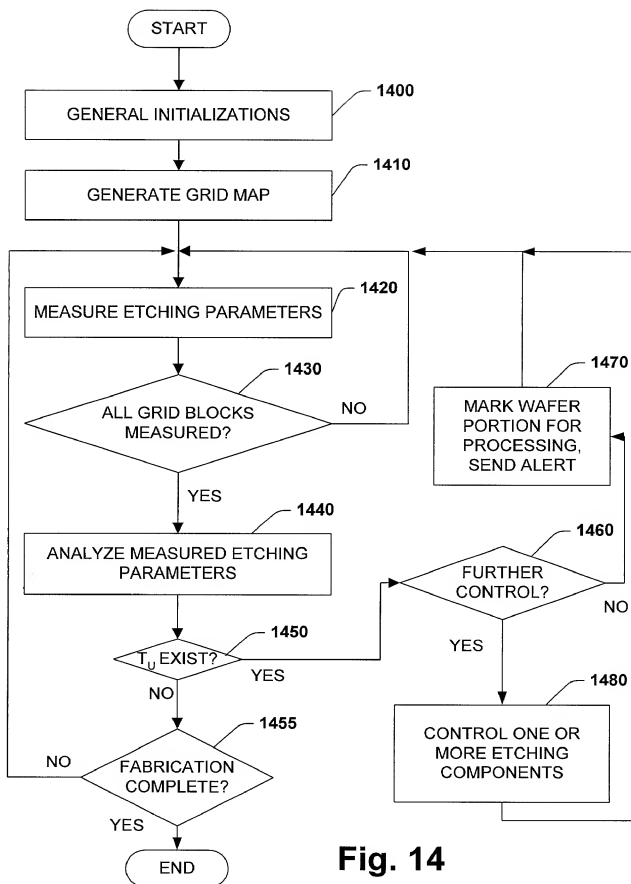 START
1400
GENERAL INITIALIZATIONS
1410
GENERATE GRID MAP
1420
MEASURE ETCHING PARAMETERS
1430
ALL GRID BLOCKS
MEASURED?
NO
YES
1440
ANALYZE MEASURED ETCHING
PARAMETERS
1450
TU EXIST?
YES
NO
1455
NO
FABRICATION
COMPLETE?
YES
END
1470
MARK WAFER
PORTION FOR
PROCESSING,
SEND ALERT
1460
FURTHER
CONTROL?
NO
YES
1480
CONTROL ONE OR
MORE ETCHING
COMPONENTS
Fig. 14